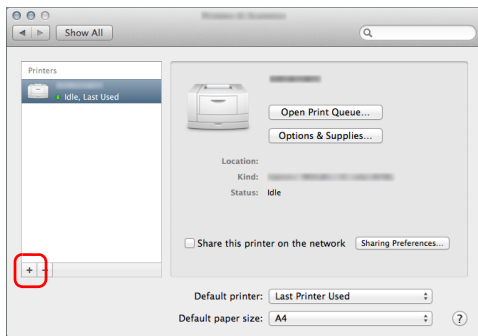 Show All
Printers
Idle, Last Used
Open Print Queue...
Options & Supplies...
Location:
Kind:
Status: Idle
Share this printer on the network Sharing Preferences...
+ −
Default printer: Last Printer Used
Default paper size: A4 ?